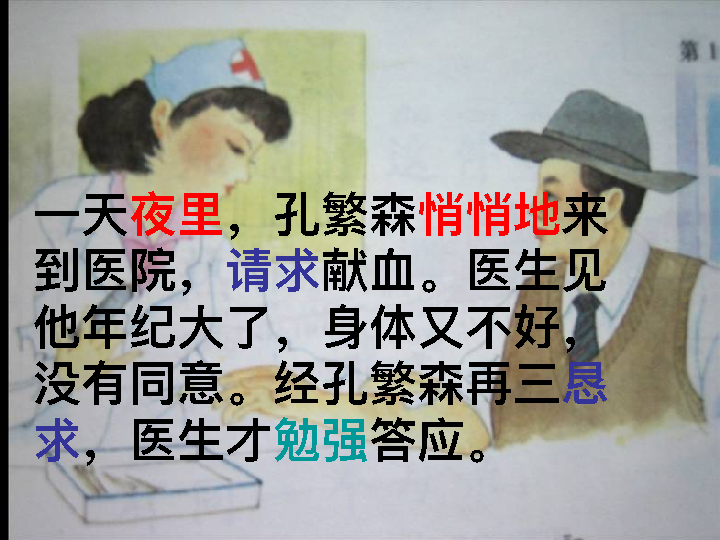 第1
一天夜里，孔繁森悄悄地来
到医院，请求献血。医生见
他年纪大了，身体又不好，
没有同意。经孔繁森再三恳
求，医生才勉强答应。